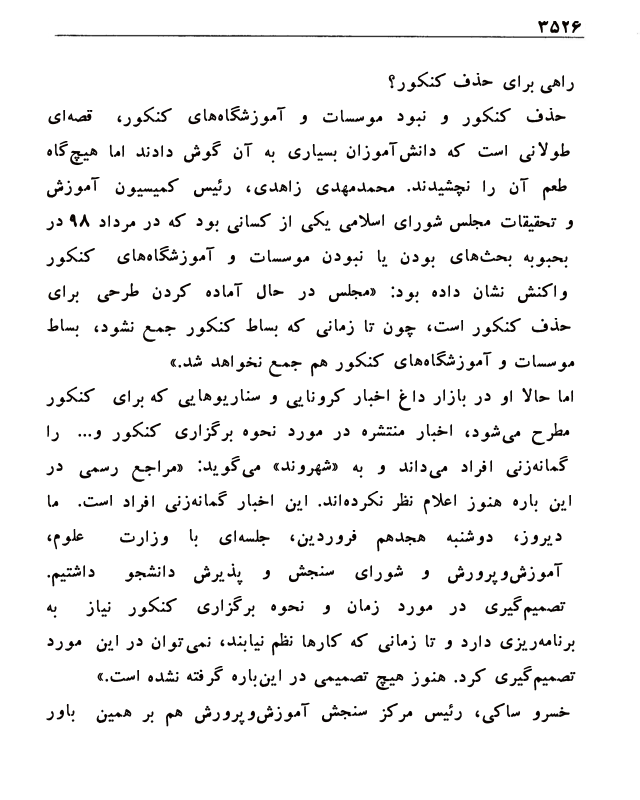 ۳۵۲۶
راهی برای حذف کنکور؟
حذف کنکور و نبود موسسات و آموزشگاه‌های کنکور، قصه‌ای
طولانی است که دانش‌آموزان بسیاری به آن گوش دادند اما هیچ‌گاه
طعم آن را نچشیدند. محمدمهدی زاهدی، رئیس کمیسیون آموزش
و تحقیقات مجلس شورای اسلامی یکی از کسانی بود که در مرداد ۹۸ در
بحبوبه بحث‌های بودن یا نبودن موسسات و آموزشگاه‌های کنکور
واکنش نشان داده بود: «مجلس در حال آماده کردن طرحی برای
حذف کنکور است، چون تا زمانی که بساط کنکور جمع نشود، بساط
موسسات و آموزشگاه‌های کنکور هم جمع نخواهد شد.»
اما حالا او در بازار داغ اخبار کرونایی و سناریوهایی که برای کنکور
مطرح می‌شود، اخبار منتشره در مورد نحوه برگزاری کنکور و... را
گمانه‌زنی افراد می‌داند و به «شهروند» می‌گوید: «مراجع رسمی در
این باره هنوز اعلام نظر نکرده‌اند. این اخبار گمانه‌زنی افراد است. ما
دیروز، دوشنبه هجدهم فروردین، جلسه‌ای با وزارت علوم،
آموزش‌وپرورش و شورای سنجش و پذیرش دانشجو داشتیم.
تصمیم‌گیری در مورد زمان و نحوه برگزاری کنکور نیاز به
برنامه‌ریزی دارد و تا زمانی که کارها نظم نیابند، نمی‌توان در این مورد
تصمیم‌گیری کرد. هنوز هیچ تصمیمی در این‌باره گرفته نشده است.»
خسرو ساکی، رئیس مرکز سنجش آموزش‌وپرورش هم بر همین باور